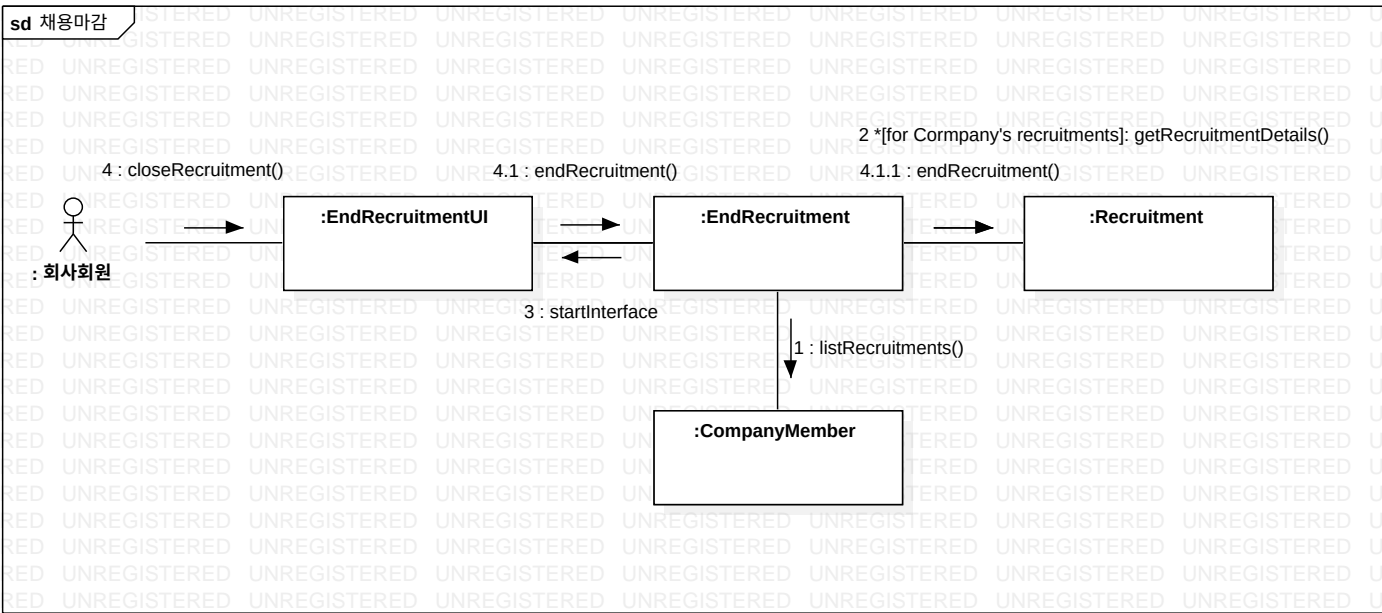 sd 채용마감
2 *[for Cormpany's recruitments]: getRecruitmentDetails()
4 : closeRecruitment()
4.1 : endRecruitment()
4.1.1 : endRecruitment()
:EndRecruitmentUI
:EndRecruitment
:Recruitment
: 회사회원
3 : startInterface
1 : listRecruitments()
:CompanyMember
UNREGISTERED